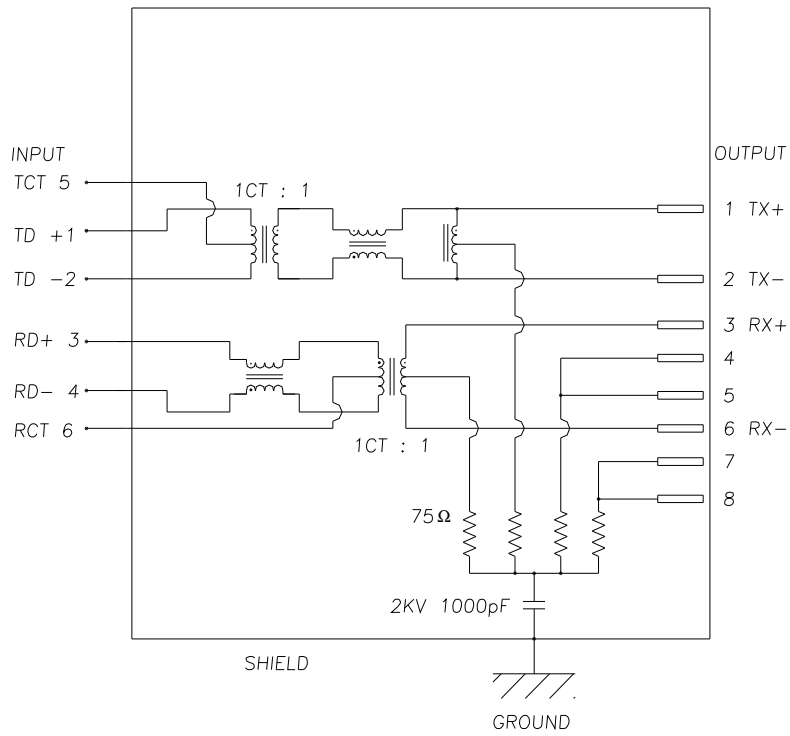 INPUT
OUTPUT
TCT 5
1CT : 1
1 TX+
TD +1
TD -2
2 TX-
3 RX+
RD+ 3
4
RD- 4
5
RCT 6
6 RX-
1CT : 1
7
8
75Ω
2KV 1000pF
SHIELD
GROUND